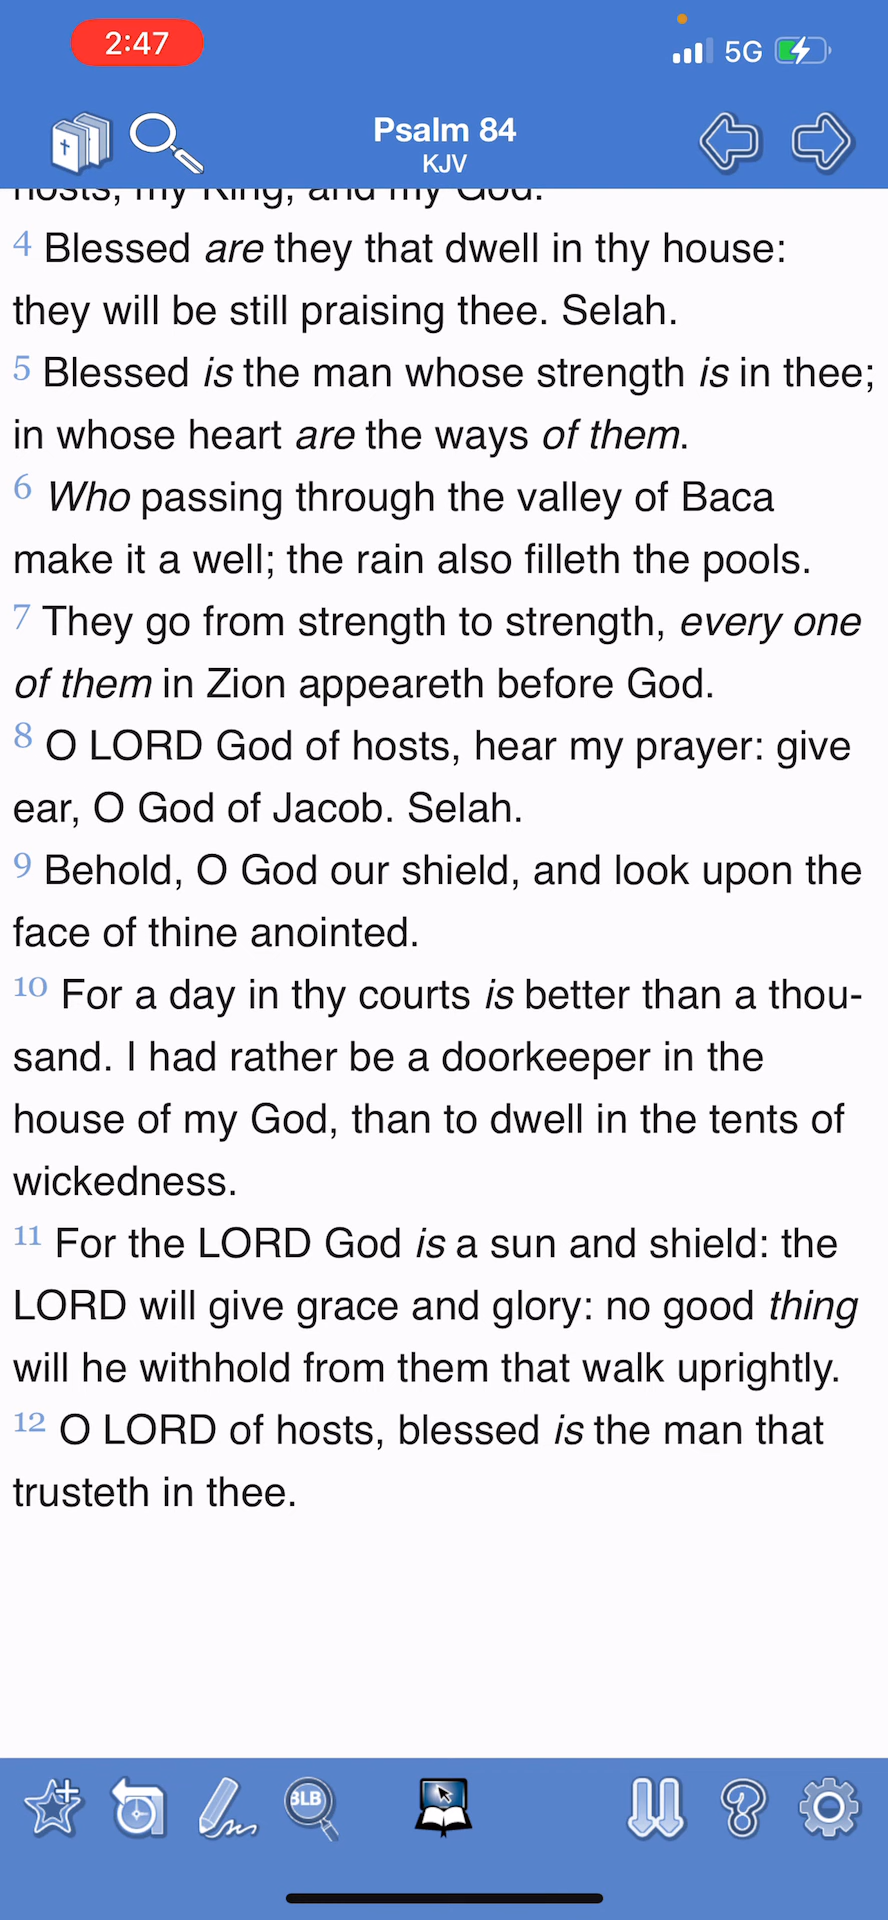 2:47
5G
Psalm 84
KJV
hosts, my King, and my God.
4 Blessed are they that dwell in thy house:
they will be still praising thee. Selah.
5 Blessed is the man whose strength is in thee;
in whose heart are the ways of them.
6 Who passing through the valley of Baca
make it a well; the rain also filleth the pools.
7 They go from strength to strength, every one
of them in Zion appeareth before God.
8 O LORD God of hosts, hear my prayer: give
ear, O God of Jacob. Selah.
9 Behold, O God our shield, and look upon the
face of thine anointed.
10 For a day in thy courts is better than a thou-
sand. I had rather be a doorkeeper in the
house of my God, than to dwell in the tents of
wickedness.
11 For the LORD God is a sun and shield: the
LORD will give grace and glory: no good thing
will he withhold from them that walk uprightly.
12 O LORD of hosts, blessed is the man that
trusteth in thee.
BLB